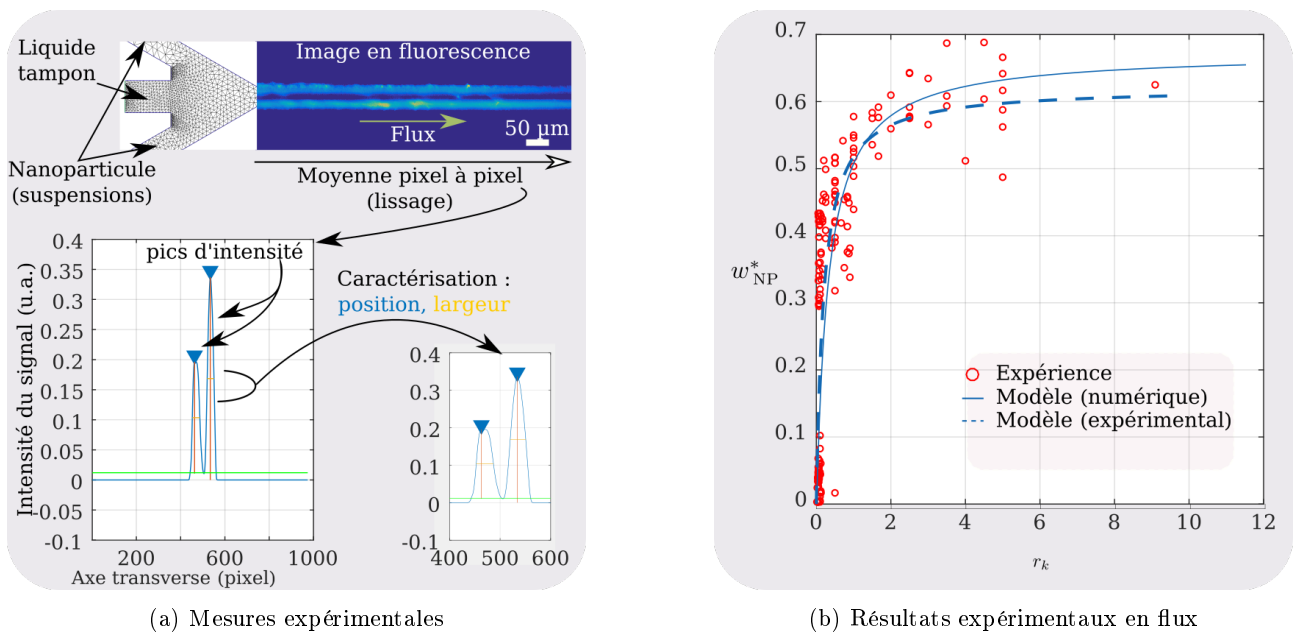 Liquide
tampon
Image en fluorescence
Flux
50 µm
Nanoparticule
(suspensions)
Moyenne pixel à pixel
(lissage)
0.4
0.35
0.3
0.25
0.2
0.15
0.1
0.05
0
-0.05
-0.1
Intensité du signal (u.a.)
pics d'intensité
200
400
600
800
1000
Axe transverse (pixel)
Caractérisation :
position, largeur
0.4
0.3
0.2
0.1
0
-0.1
400
500
600
(a) Mesures expérimentales
0.7
0.6
0.5
0.4
0.3
0.2
0.1
0
w*NP
Expérience
Modèle (numérique)
Modèle (expérimental)
0
2
4
6
8
10
12
rk
(b) Résultats expérimentaux en flux